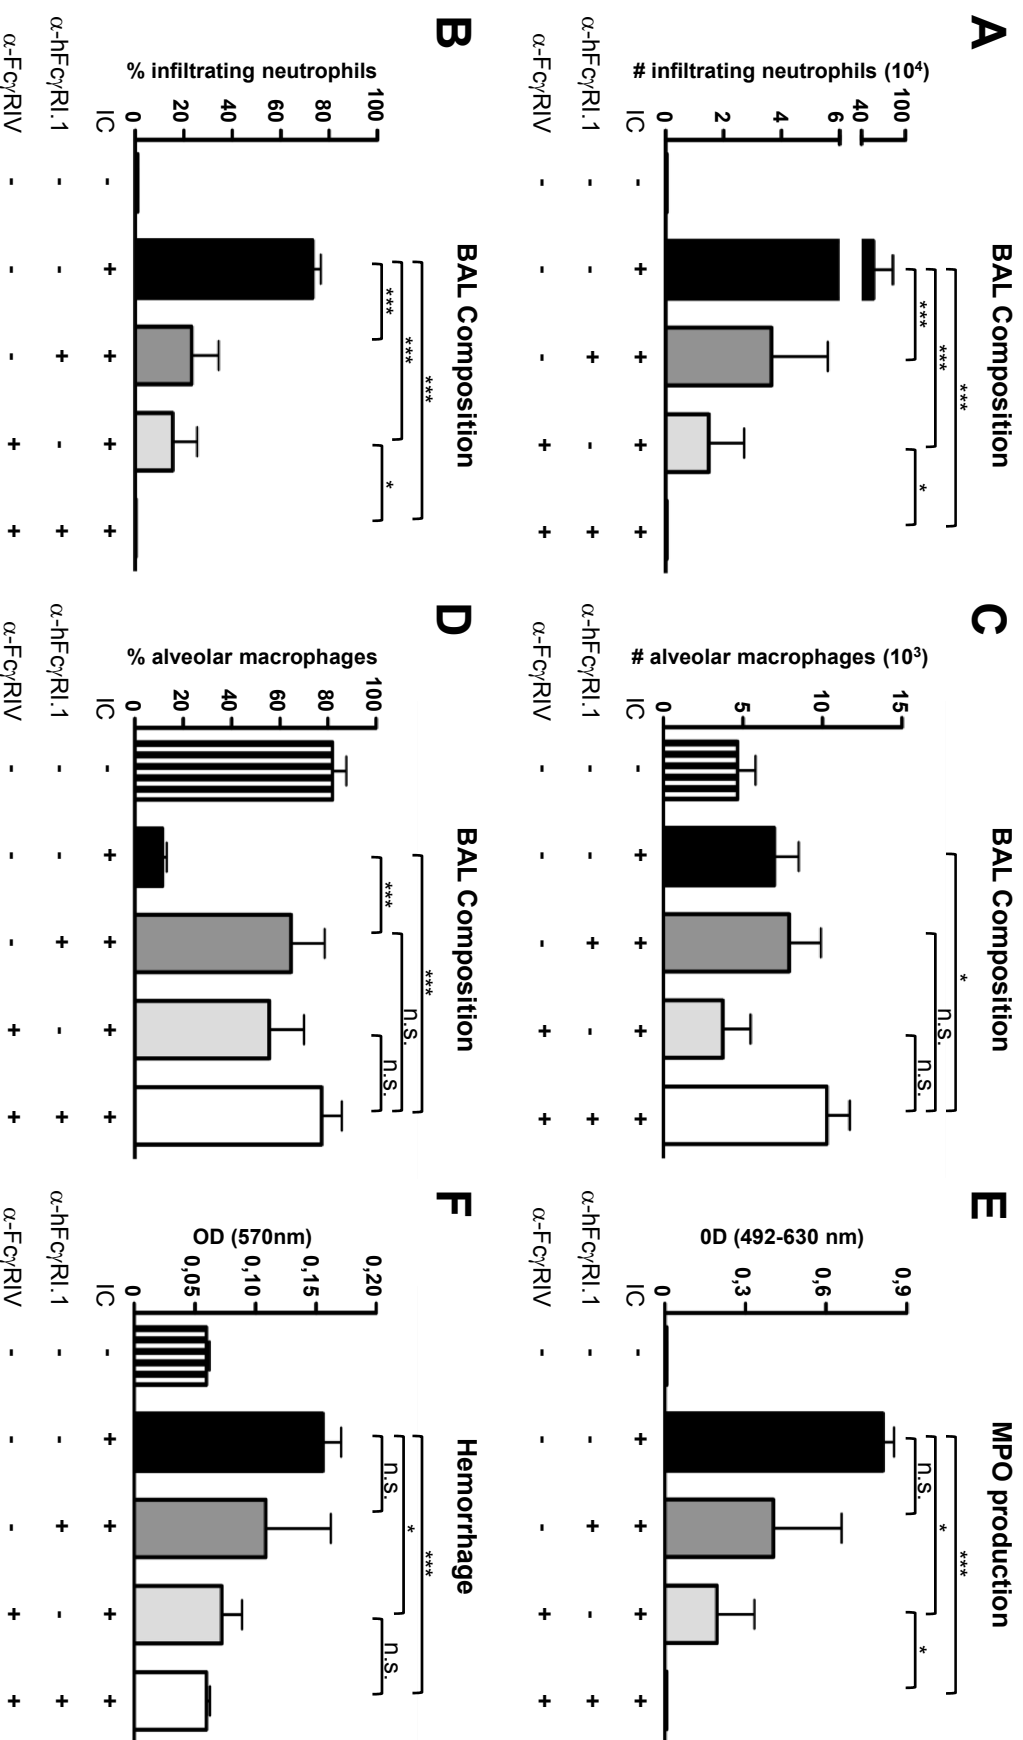 A
BAL Composition
# infiltrating neutrophils (10⁴)
100
40
6
4
2
0
***
***
***
*
IC - + + + +
α-hFcγRI.1 - - + - +
α-FcγRIV - - - + +
C
BAL Composition
# alveolar macrophages (10³)
15
10
5
0
*
n.s.
n.s.
IC - + + + +
α-hFcγRI.1 - - + - +
α-FcγRIV - - - + +
E
MPO production
0D (492-630 nm)
0,9
0,6
0,3
0
***
*
n.s.
*
IC - + + + +
α-hFcγRI.1 - - + - +
α-FcγRIV - - - + +
B
BAL Composition
% infiltrating neutrophils
100
80
60
40
20
0
***
***
***
*
IC - + + + +
α-hFcγRI.1 - - + - +
α-FcγRIV - - - + +
D
BAL Composition
% alveolar macrophages
100
80
60
40
20
0
***
n.s.
***
n.s.
IC - + + + +
α-hFcγRI.1 - - + - +
α-FcγRIV - - - + +
F
Hemorrhage
OD (570nm)
0,20
0,15
0,10
0,05
0
***
*
n.s.
n.s.
IC - + + + +
α-hFcγRI.1 - - + - +
α-FcγRIV - - - + +